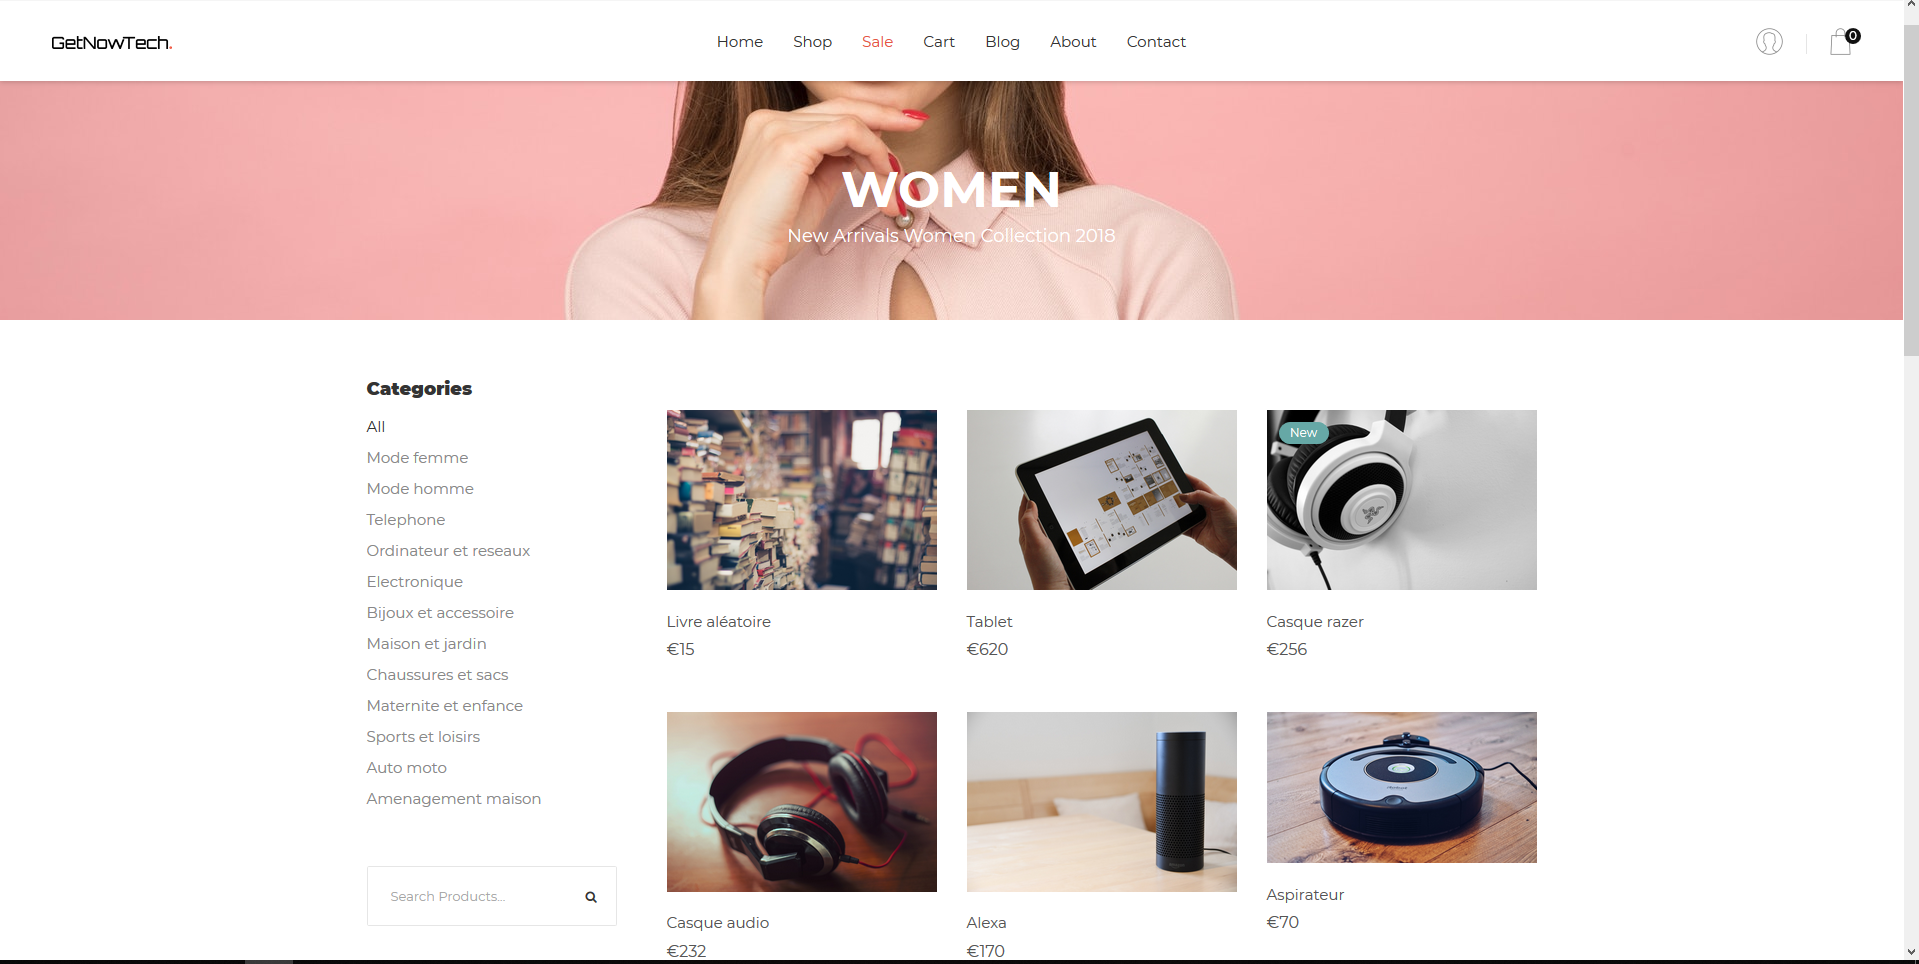 GetNowTech.
Home Shop Sale Cart Blog About Contact
0
WOMEN
New Arrivals Women Collection 2018
Categories
All
Mode femme
Mode homme
Telephone
Ordinateur et reseaux
Electronique
Bijoux et accessoire
Maison et jardin
Chaussures et sacs
Maternite et enfance
Sports et loisirs
Auto moto
Amenagement maison
Search Products...
New
Livre aléatoire
€15
Tablet
€620
Casque razer
€256
Casque audio
€232
Alexa
€170
Aspirateur
€70